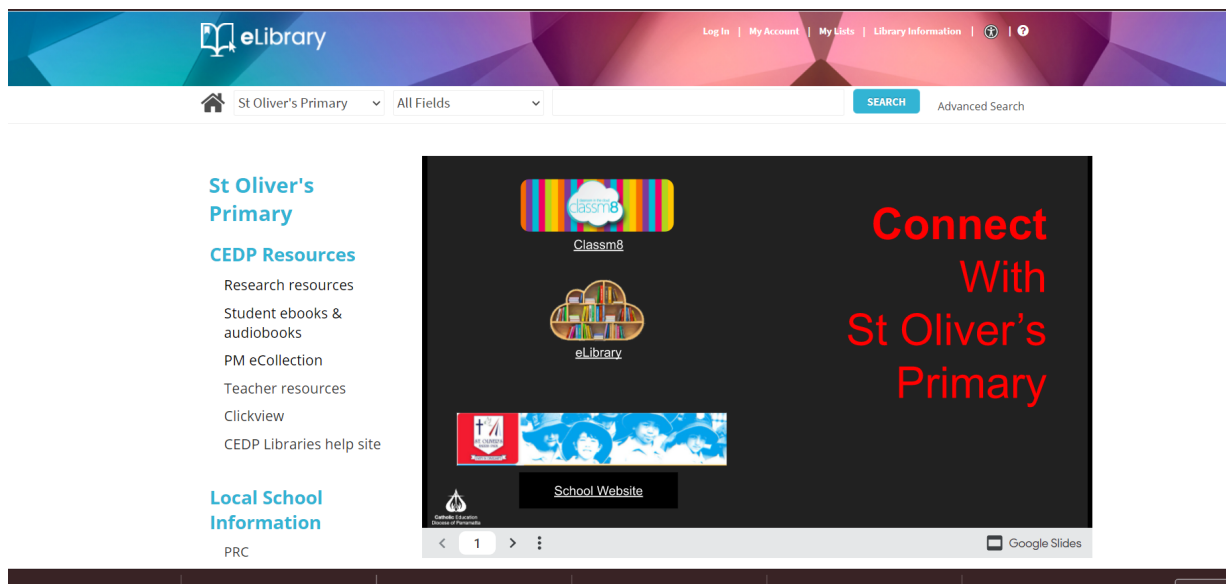 eLibrary
Log In | My Account | My Lists | Library Information | | ?
St Oliver's Primary All Fields SEARCH Advanced Search
St Oliver's
Primary
CEDP Resources
Research resources
Student ebooks &
audiobooks
PM eCollection
Teacher resources
Clickview
CEDP Libraries help site
Local School
Information
PRC
classm8
Classm8
eLibrary
ST OLIVER'S
School Website
Catholic Education
Diocese of Parramatta
Connect
With
St Oliver's
Primary
1
Google Slides